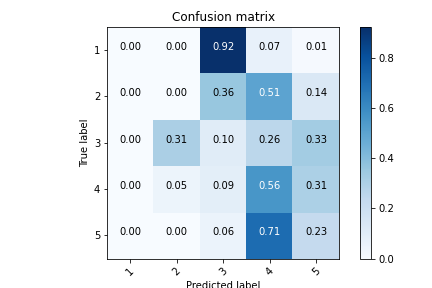 Confusion matrix
1 0.00 0.00 0.92 0.07 0.01
2 0.00 0.00 0.36 0.51 0.14
3 0.00 0.31 0.10 0.26 0.33
4 0.00 0.05 0.09 0.56 0.31
5 0.00 0.00 0.06 0.71 0.23
1 2 3 4 5
True label
Predicted label
0.8
0.6
0.4
0.2
0.0